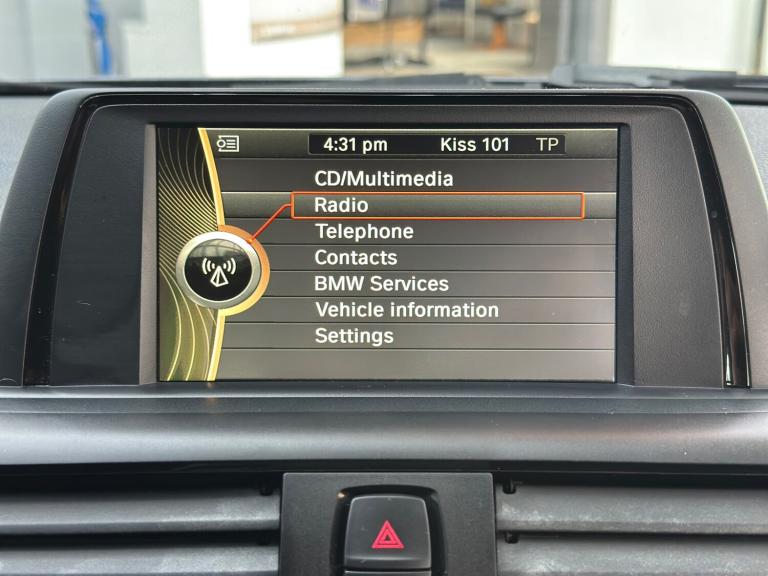 4:31 pm Kiss 101 TP
CD/Multimedia
Radio
Telephone
Contacts
BMW Services
Vehicle information
Settings